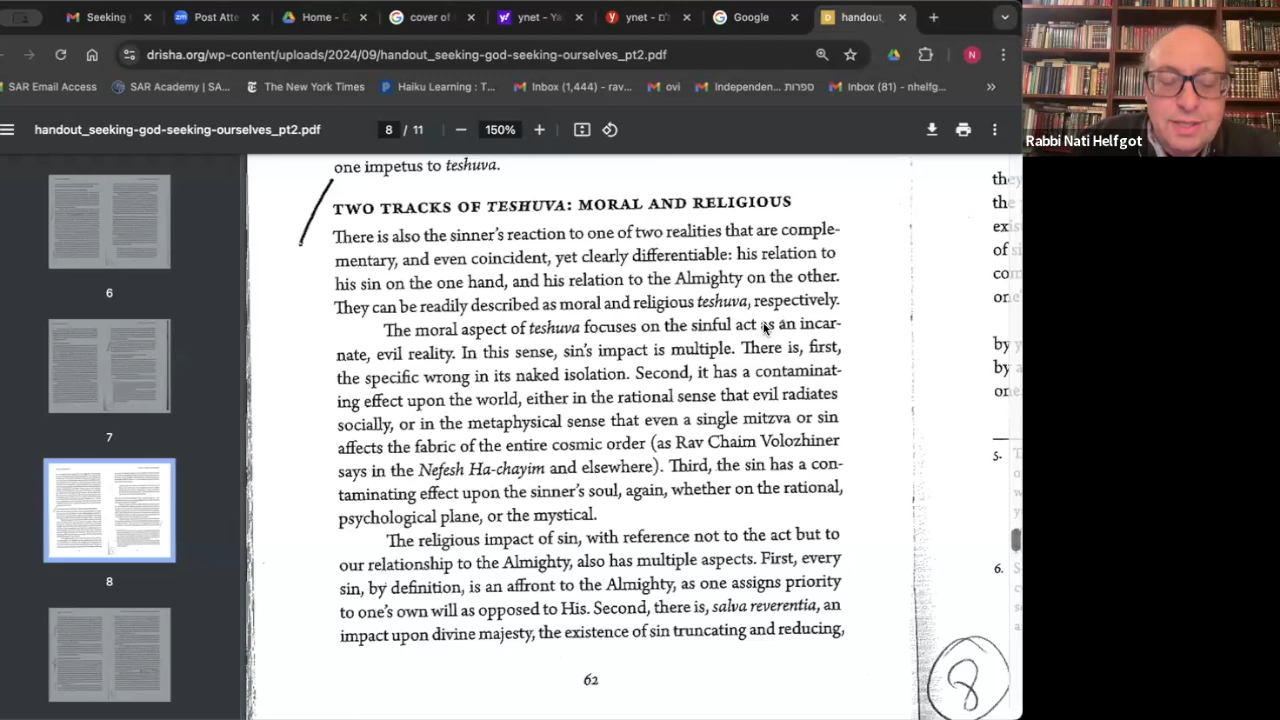 Seeking
Post Atte
Home -
cover of
ynet - Ya
ynet - ם
Google
handout_
drisha.org/wp-content/uploads/2024/09/handout_seeking-god-seeking-ourselves_pt2.pdf
N
SAR Email Access
SAR Academy | SA...
The New York Times
Haiku Learning : T...
Inbox (1,444) - rav...
ovi
Independen... ספרות
Inbox (81) - nhelfg...
handout_seeking-god-seeking-ourselves_pt2.pdf
8 / 11
150%
Rabbi Nati Helfgot
6
7
8
one impetus to teshuva.
TWO TRACKS OF TESHUVA: MORAL AND RELIGIOUS
There is also the sinner's reaction to one of two realities that are comple-
mentary, and even coincident, yet clearly differentiable: his relation to
his sin on the one hand, and his relation to the Almighty on the other.
They can be readily described as moral and religious teshuva, respectively.
The moral aspect of teshuva focuses on the sinful act as an incar-
nate, evil reality. In this sense, sin's impact is multiple. There is, first,
the specific wrong in its naked isolation. Second, it has a contaminat-
ing effect upon the world, either in the rational sense that evil radiates
socially, or in the metaphysical sense that even a single mitzva or sin
affects the fabric of the entire cosmic order (as Rav Chaim Volozhiner
says in the Nefesh Ha-chayim and elsewhere). Third, the sin has a con-
taminating effect upon the sinner's soul, again, whether on the rational,
psychological plane, or the mystical.
The religious impact of sin, with reference not to the act but to
our relationship to the Almighty, also has multiple aspects. First, every
sin, by definition, is an affront to the Almighty, as one assigns priority
to one's own will as opposed to His. Second, there is, salva reverentia, an
impact upon divine majesty, the existence of sin truncating and reducing,
62
they
the
exis
of
con
one
by
be
one
5.
6.
8